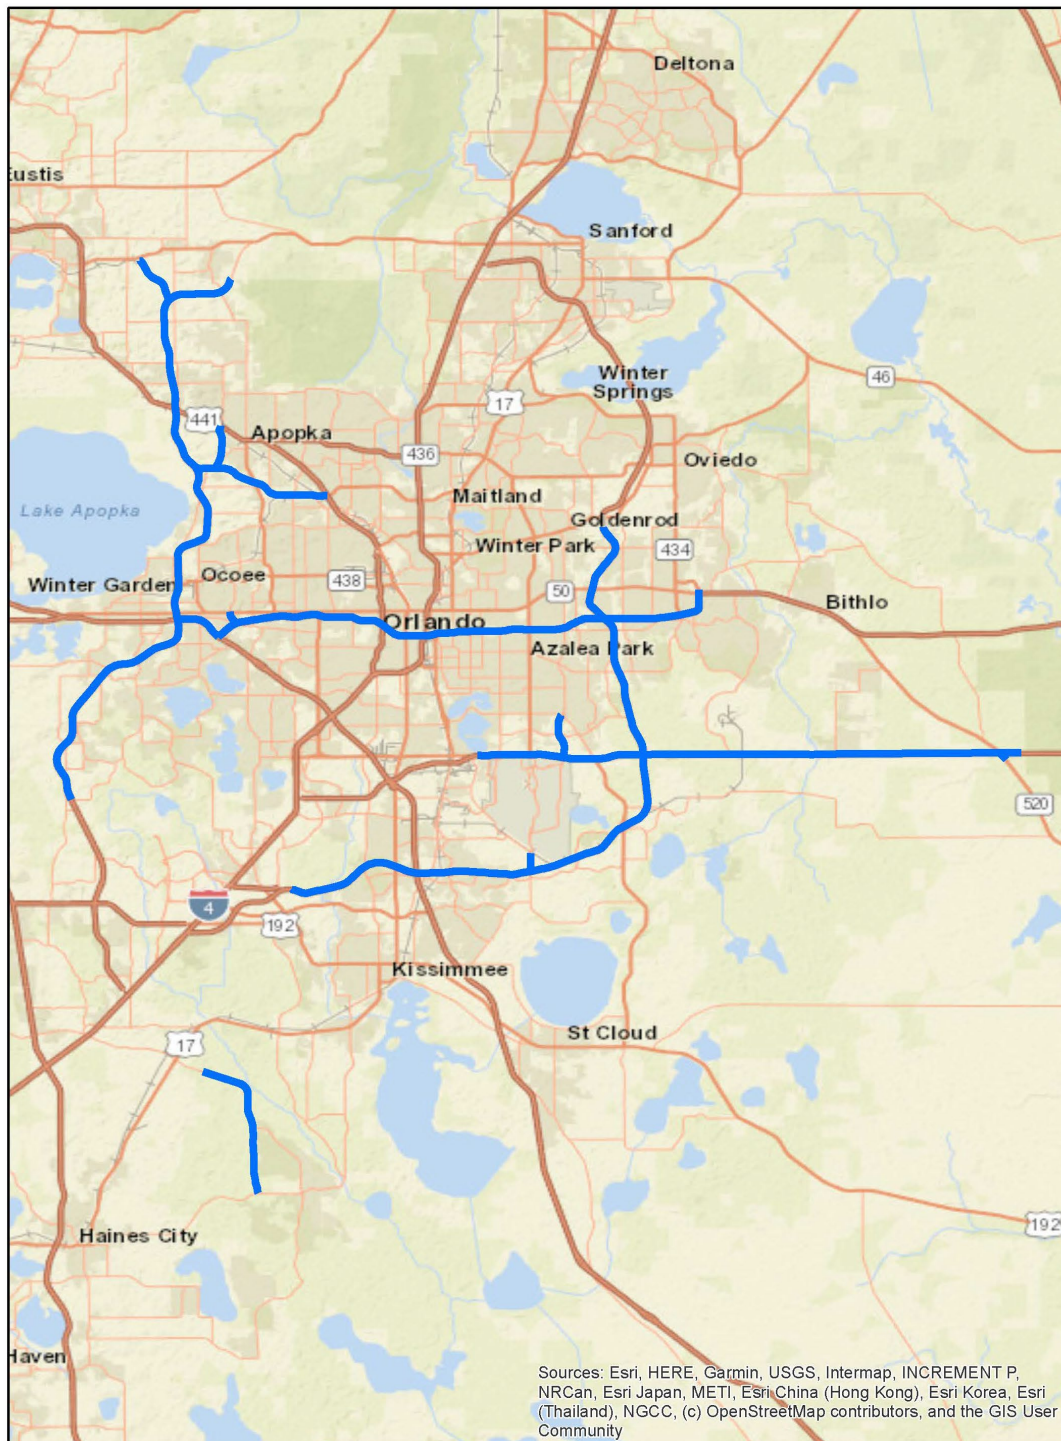 Deltona
Eustis
Sanford
Winter
Springs
46
17
441
Apopka
436
Oviedo
Maitland
Lake Apopka
Goldenrod
Winter Park
434
Ocoee
438
50
Winter Garden
Bithlo
Orlando
Azalea Park
520
4
192
Kissimmee
St Cloud
17
192
Haines City
Haven
Sources: Esri, HERE, Garmin, USGS, Intermap, INCREMENT P,
NRCan, Esri Japan, METI, Esri China (Hong Kong), Esri Korea, Esri
(Thailand), NGCC, (c) OpenStreetMap contributors, and the GIS User
Community